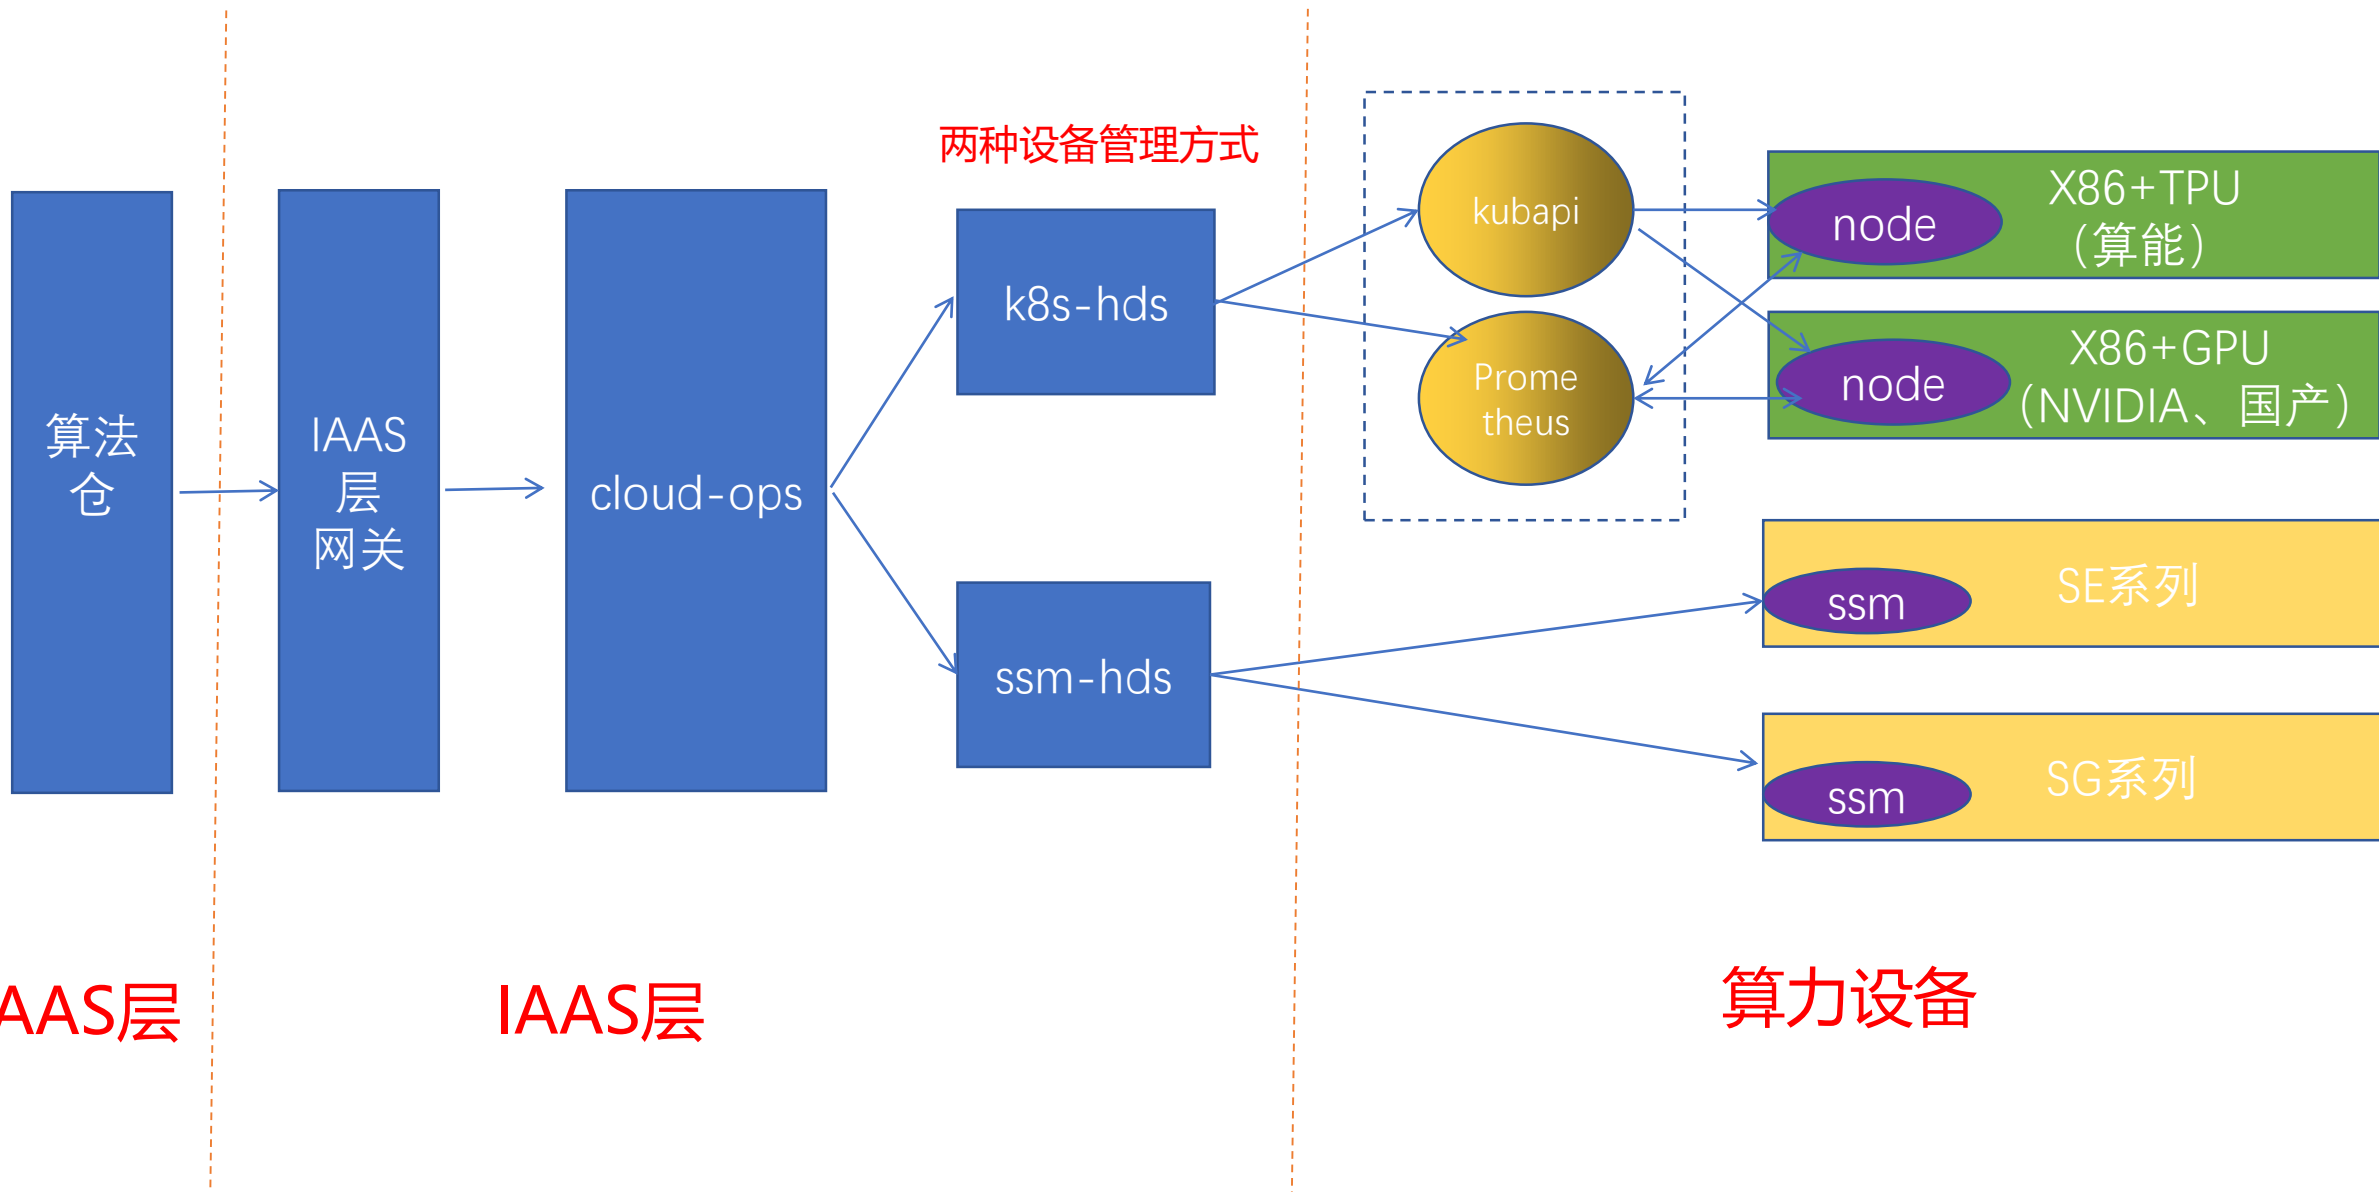 两种设备管理方式
算法
仓
IAAS
层
网关
cloud-ops
k8s-hds
ssm-hds
kubapi
Prome
theus
node
X86+TPU
（算能）
node
X86+GPU
（NVIDIA、国产）
ssm
SE系列
ssm
SG系列
AAS层
IAAS层
算力设备